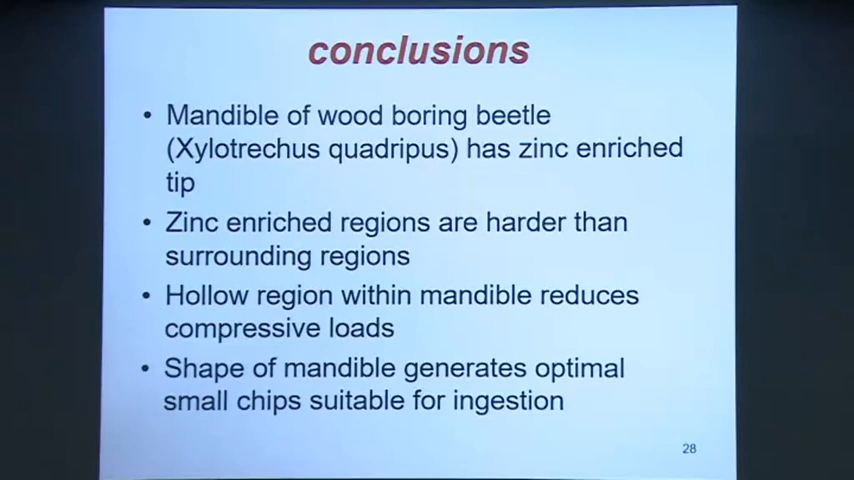 conclusions
• Mandible of wood boring beetle
(Xylotrechus quadripus) has zinc enriched
tip
• Zinc enriched regions are harder than
surrounding regions
• Hollow region within mandible reduces
compressive loads
• Shape of mandible generates optimal
small chips suitable for ingestion
28